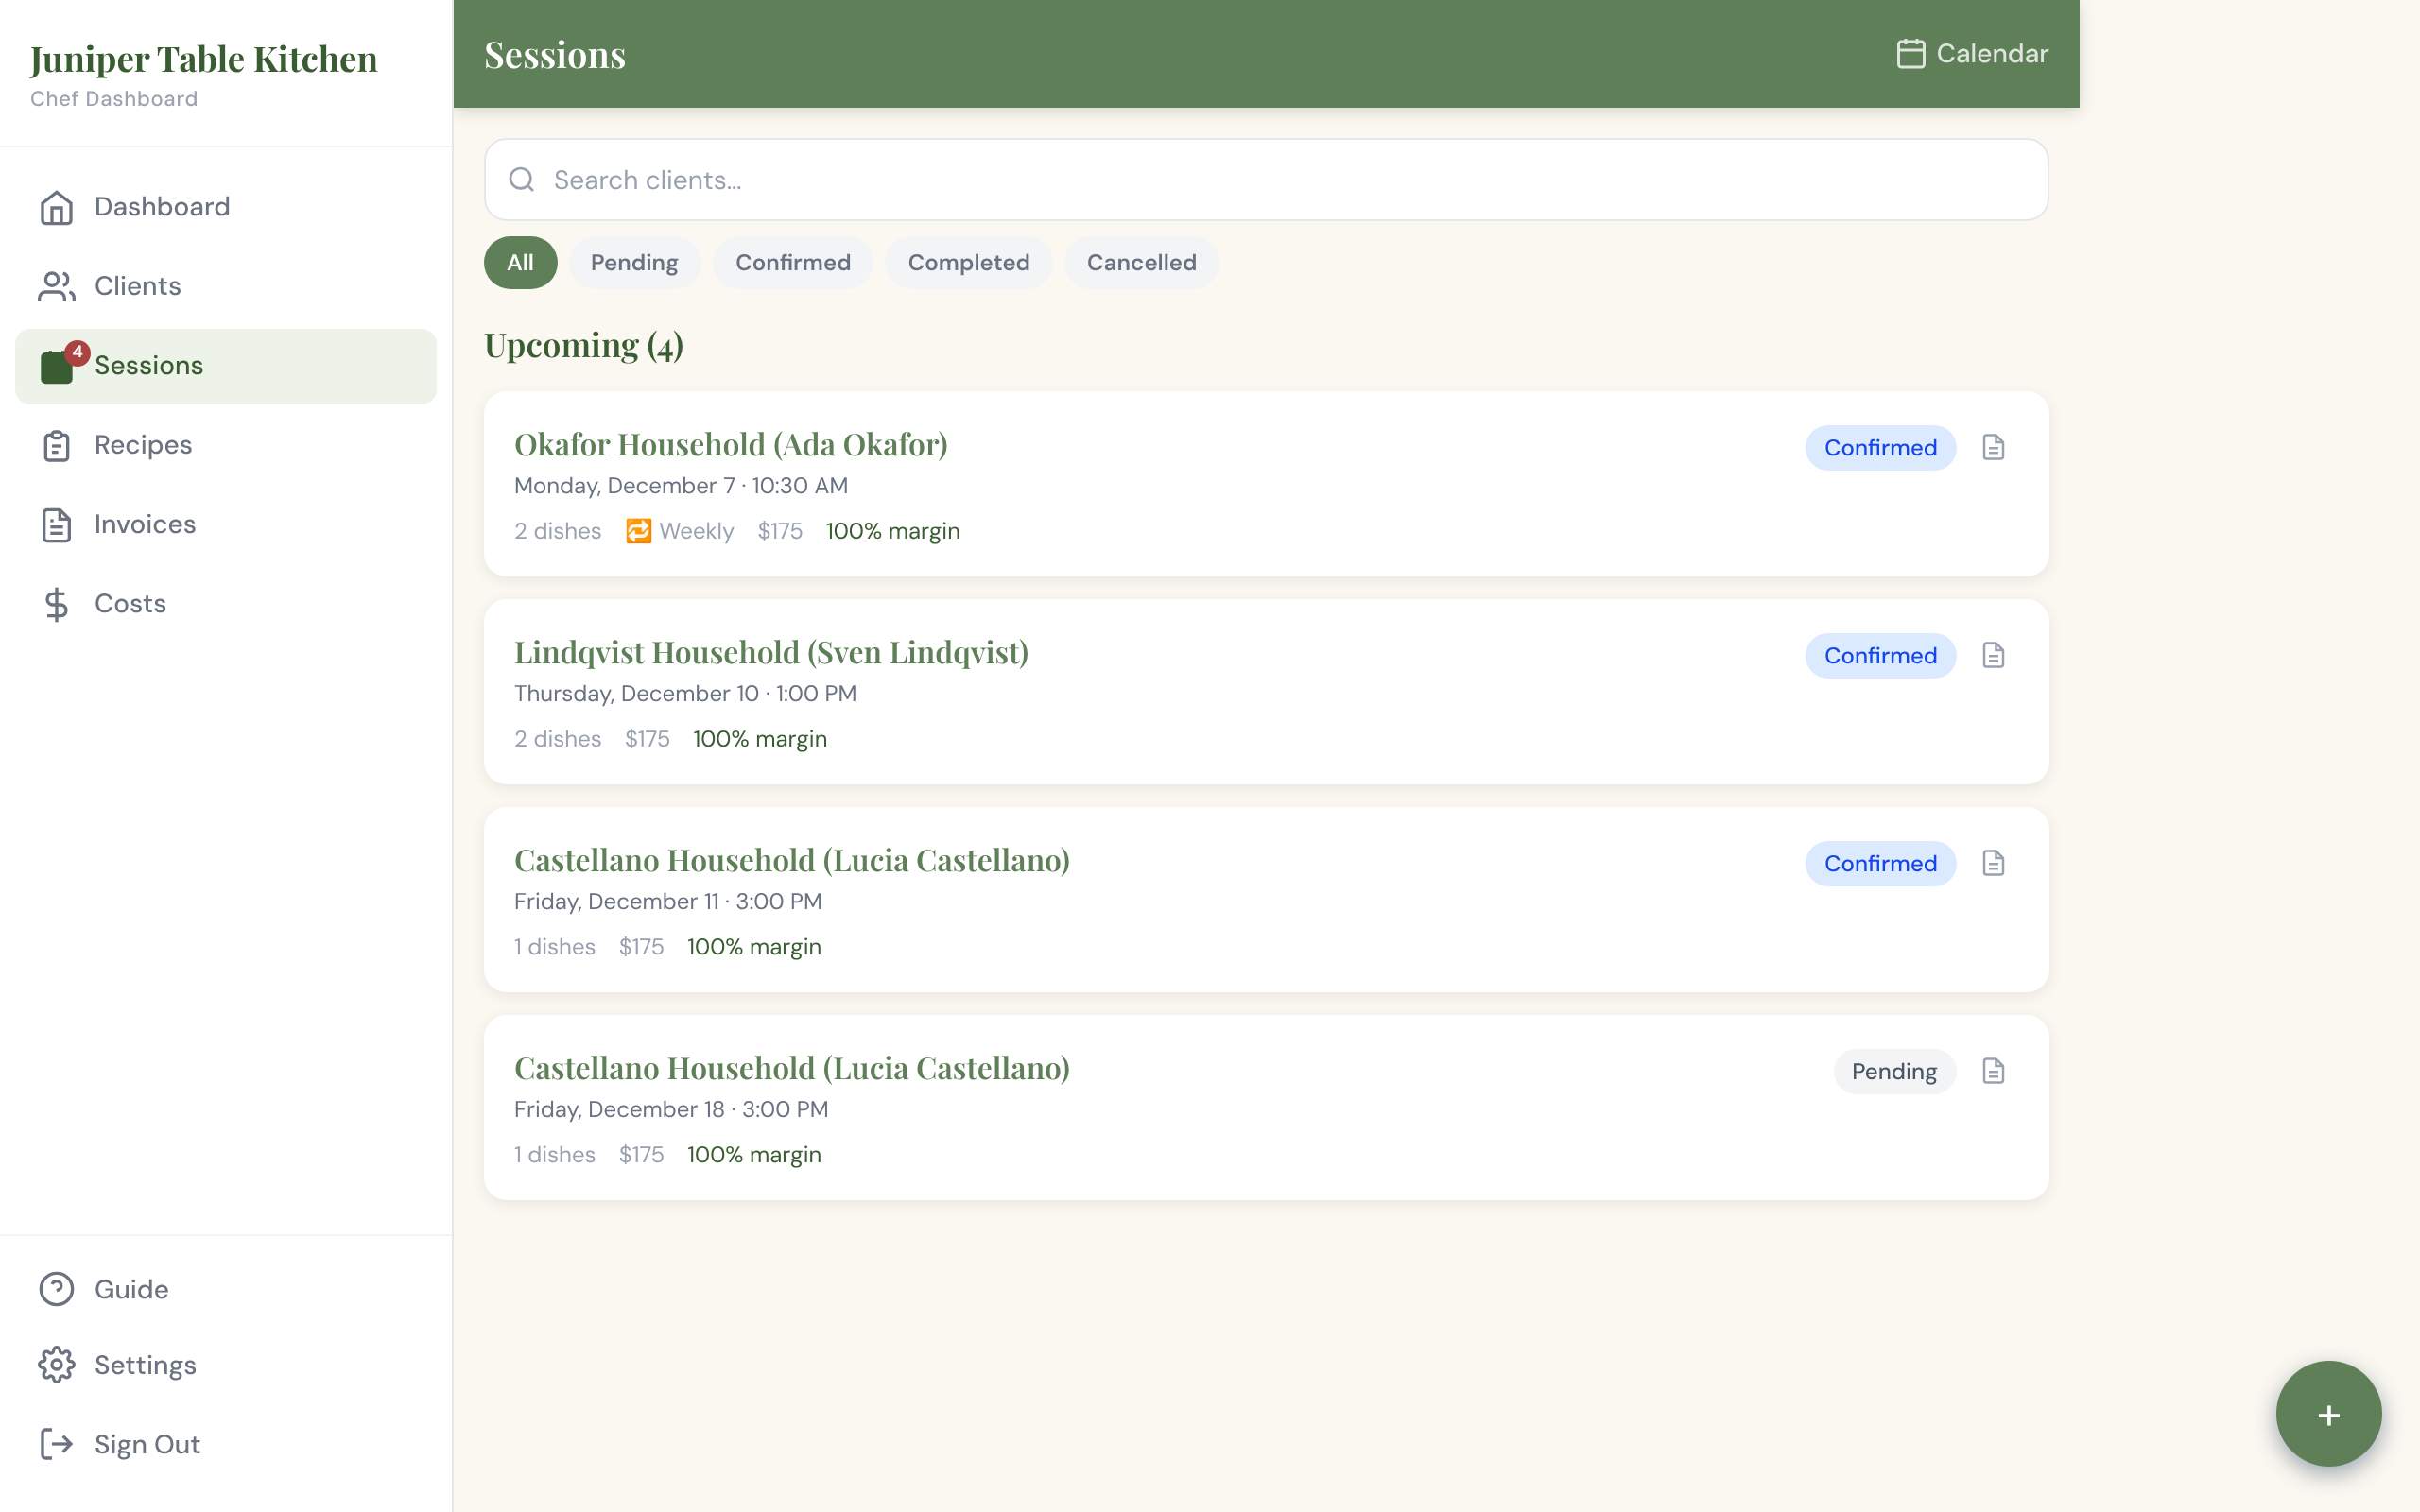 Juniper Table Kitchen
Chef Dashboard
Dashboard
Clients
4
Sessions
Recipes
Invoices
Costs
Guide
Settings
Sign Out
Sessions
Calendar
Search clients...
All
Pending
Confirmed
Completed
Cancelled
Upcoming (4)
Okafor Household (Ada Okafor)
Confirmed
Monday, December 7 · 10:30 AM
2 dishes 🔁 Weekly $175 100% margin
Lindqvist Household (Sven Lindqvist)
Confirmed
Thursday, December 10 · 1:00 PM
2 dishes $175 100% margin
Castellano Household (Lucia Castellano)
Confirmed
Friday, December 11 · 3:00 PM
1 dishes $175 100% margin
Castellano Household (Lucia Castellano)
Pending
Friday, December 18 · 3:00 PM
1 dishes $175 100% margin
+